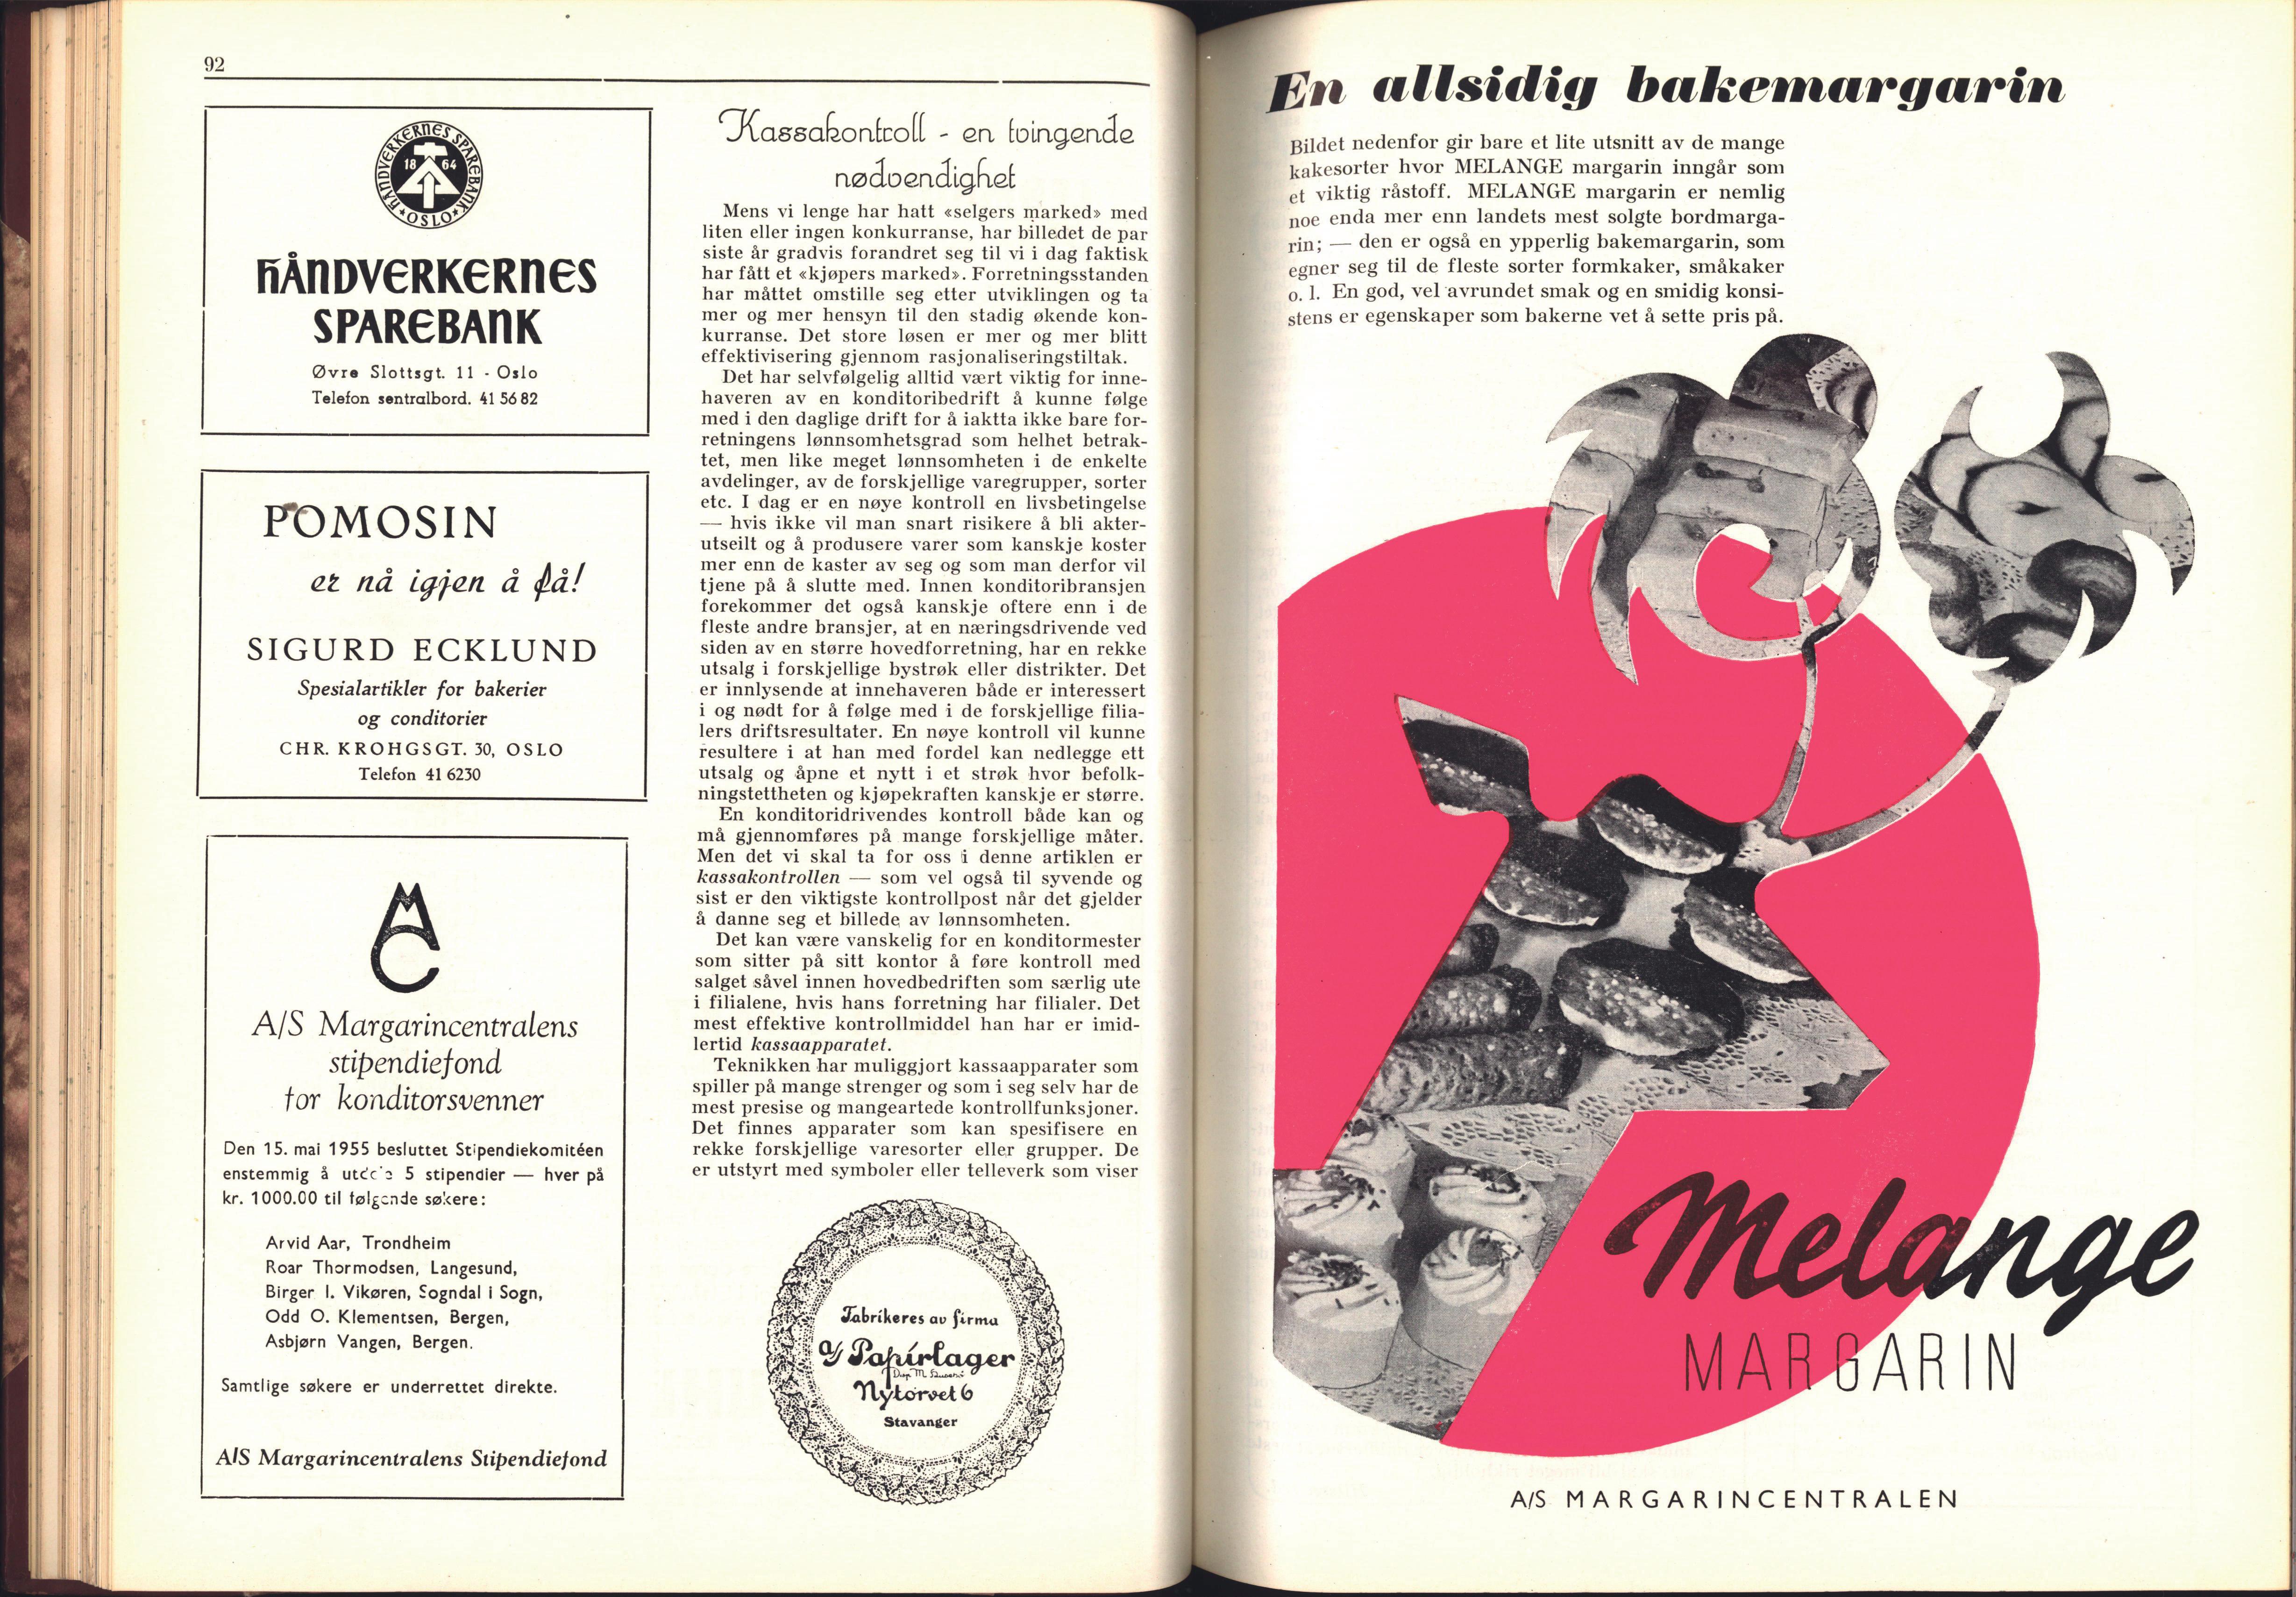 92
HÅNDVERKERNES SPAREBANK
18 64
OSLO
HÅNDVERKERNES
SPAREBANK
Øvre Slottsgt. 11 - Oslo
Telefon sentralbord. 41 56 82
POMOSIN
er nå igjen å få!
SIGURD ECKLUND
Spesialartikler for bakerier
og conditorier
CHR. KROHGSGT. 30, OSLO
Telefon 41 6230
MC
A/S Margarincentralens
stipendiefond
for konditorsvenner
Den 15. mai 1955 besluttet Stipendiekomitéen
enstemmig å utdele 5 stipendier — hver på
kr. 1000.00 til følgende søkere:
Arvid Aar, Trondheim
Roar Thormodsen, Langesund,
Birger I. Vikøren, Sogndal i Sogn,
Odd O. Klementsen, Bergen,
Asbjørn Vangen, Bergen.
Samtlige søkere er underrettet direkte.
A/S Margarincentralens Stipendiefond
Kassakontroll - en tvingende
nødvendighet
Mens vi lenge har hatt «selgers marked» med
liten eller ingen konkurranse, har billedet de par
siste år gradvis forandret seg til vi i dag faktisk
har fått et «kjøpers marked». Forretningsstanden
har måttet omstille seg etter utviklingen og ta
mer og mer hensyn til den stadig økende kon-
kurranse. Det store løsen er mer og mer blitt
effektivisering gjennom rasjonaliseringstiltak.
Det har selvfølgelig alltid vært viktig for inne-
haveren av en konditoribedrift å kunne følge
med i den daglige drift for å iaktta ikke bare for-
retningens lønnsomhetsgrad som helhet betrak-
tet, men like meget lønnsomheten i de enkelte
avdelinger, av de forskjellige varegrupper, sorter
etc. I dag er en nøye kontroll en livsbetingelse
— hvis ikke vil man snart risikere å bli akter-
utseilt og å produsere varer som kanskje koster
mer enn de kaster av seg og som man derfor vil
tjene på å slutte med. Innen konditoribransjen
forekommer det også kanskje oftere enn i de
fleste andre bransjer, at en næringsdrivende ved
siden av en større hovedforretning, har en rekke
utsalg i forskjellige bystrøk eller distrikter. Det
er innlysende at innehaveren både er interessert
i og nødt for å følge med i de forskjellige filia-
lers driftsresultater. En nøye kontroll vil kunne
resultere i at han med fordel kan nedlegge ett
utsalg og åpne et nytt i et strøk hvor befolk-
ningstettheten og kjøpekraften kanskje er større.
En konditoridrivendes kontroll både kan og
må gjennomføres på mange forskjellige måter.
Men det vi skal ta for oss i denne artiklen er
kassakontrollen — som vel også til syvende og
sist er den viktigste kontrollpost når det gjelder
å danne seg et billede av lønnsomheten.
Det kan være vanskelig for en konditormester
som sitter på sitt kontor å føre kontroll med
salget såvel innen hovedbedriften som særlig ute
i filialene, hvis hans forretning har filialer. Det
mest effektive kontrollmiddel han har er imid-
lertid kassaapparatet.
Teknikken har muliggjort kassaapparater som
spiller på mange strenger og som i seg selv har de
mest presise og mangeartede kontrollfunksjoner.
Det finnes apparater som kan spesifisere en
rekke forskjellige varesorter eller grupper. De
er utstyrt med symboler eller telleverk som viser
Fabrikeres av firma
A/S Papirlager
Nytorvet 6
Stavanger
En allsidig bakemargarin
Bildet nedenfor gir bare et lite utsnitt av de mange
kakesorter hvor MELANGE margarin inngår som
et viktig råstoff. MELANGE margarin er nemlig
noe enda mer enn landets mest solgte bordmarga-
rin; — den er også en ypperlig bakemargarin, som
egner seg til de fleste sorter formkaker, småkaker
o. l. En god, vel avrundet smak og en smidig konsi-
stens er egenskaper som bakerne vet å sette pris på.
Melange
MARGARIN
A/S MARGARINCENTRALEN